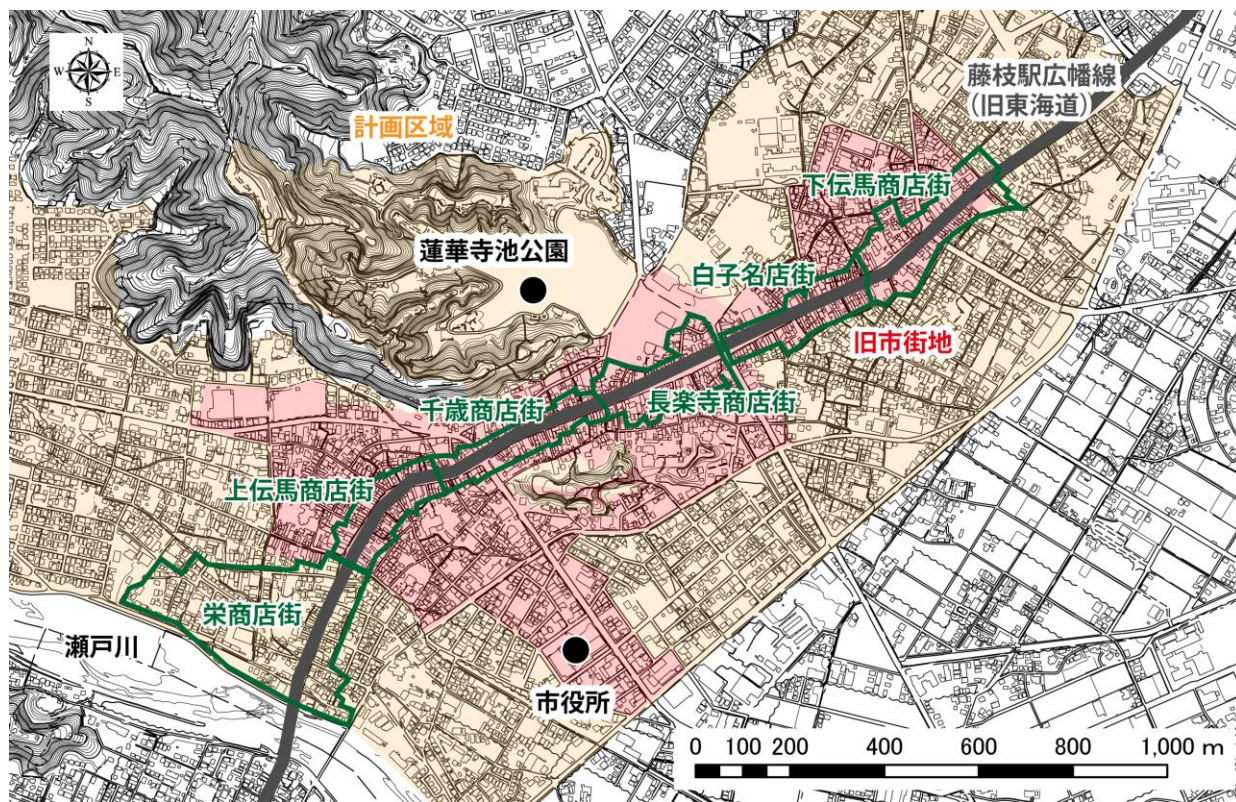 N
W E
S
藤枝駅広幡線
(旧東海道)
計画区域
下伝馬商店街
蓮華寺池公園
白子名店街
旧市街地
千歳商店街
長楽寺商店街
上伝馬商店街
栄商店街
瀬戸川
市役所
0 100 200 400 600 800 1,000 m